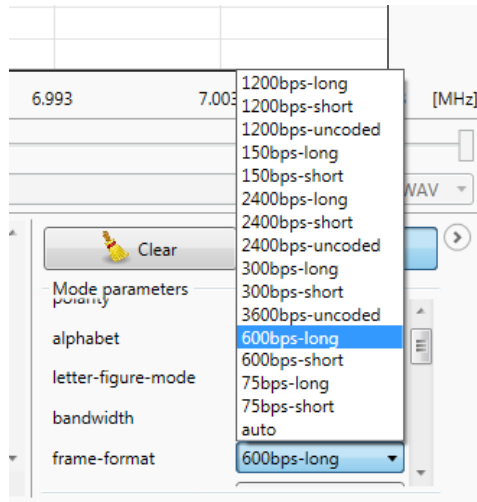 1200bps-long
6.993
7.003
1200bps-short
[MHz]
1200bps-uncoded
150bps-long
150bps-short
WAV
2400bps-long
2400bps-short
Clear
2400bps-uncoded
300bps-long
Mode parameters
300bps-short
polarity
3600bps-uncoded
alphabet
600bps-long
600bps-short
letter-figure-mode
75bps-long
75bps-short
bandwidth
auto
frame-format
600bps-long